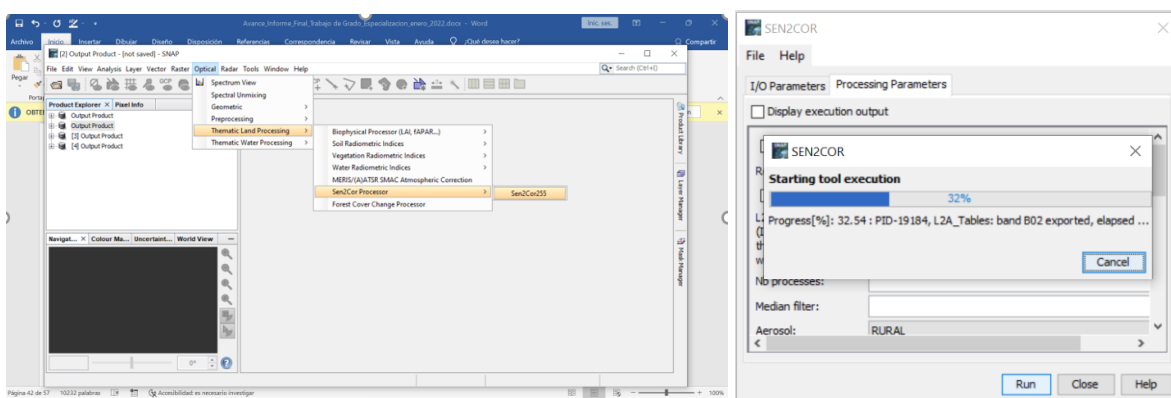 Avance_Informe_Final_Trabajo de Grado_Especializacion_enero_2022.docx - Word
Inic. ses.
Archivo Inicio Insertar Dibujar Diseño Disposición Referencias Correspondencia Revisar Vista Ayuda ¿Qué desea hacer? Compartir
[2] Output Product - [not saved] - SNAP
File Edit View Analysis Layer Vector Raster Optical Radar Tools Window Help
Search (Ctrl+I)
Pegar
Product Explorer × Pixel Info
Output Product
Output Product
[3] Output Product
[4] Output Product
Spectrum View
Spectral Unmixing
Geometric
Preprocessing
Thematic Land Processing
Thematic Water Processing
Biophysical Processor (LAI, fAPAR...)
Soil Radiometric Indices
Vegetation Radiometric Indices
Water Radiometric Indices
MERIS/(A)ATSR SMAC Atmospheric Correction
Sen2Cor Processor
Forest Cover Change Processor
Sen2Cor255
Product Library
Layer Manager
Mask Manager
Navigat... × Colour Ma... Uncertaint... World View
0°
Página 42 de 57 10232 palabras Accesibilidad: es necesario investigar
100%
SEN2COR
File Help
I/O Parameters Processing Parameters
Display execution output
SEN2COR
Starting tool execution
32%
Progress[%]: 32.54 : PID-19184, L2A_Tables: band B02 exported, elapsed ...
Cancel
Nb processes:
Median filter:
Aerosol: RURAL
Run Close Help